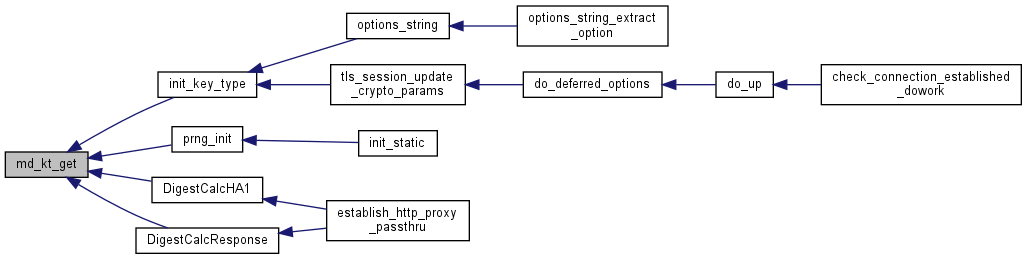 options_string
options_string_extract
_option
init_key_type
tls_session_update
_crypto_params
do_deferred_options
do_up
check_connection_established
_dowork
prng_init
init_static
md_kt_get
DigestCalcHA1
establish_http_proxy
_passthru
DigestCalcResponse